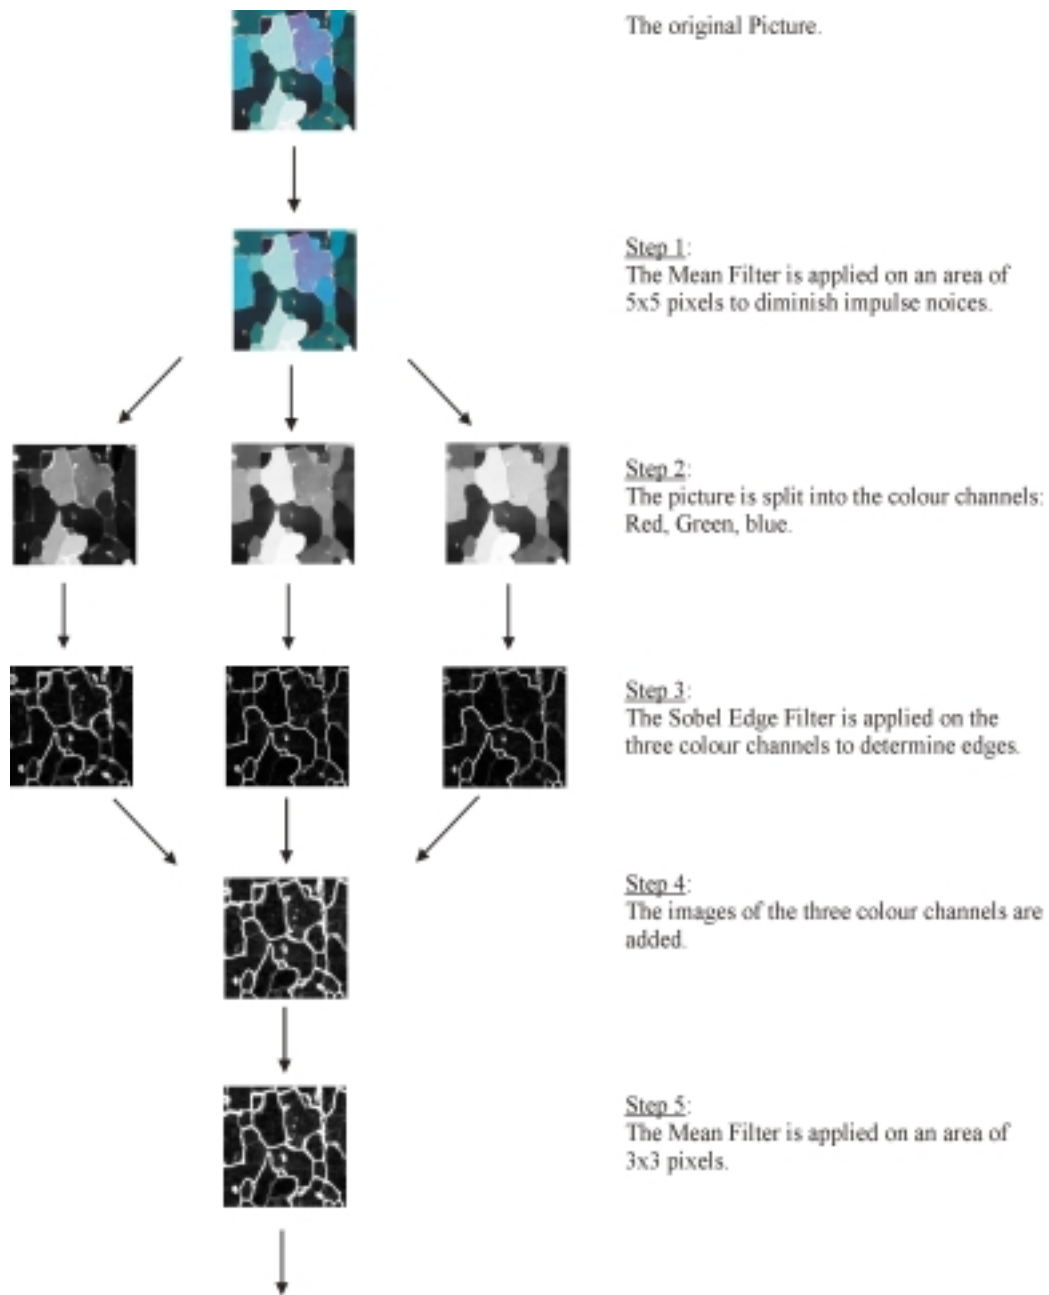 The original Picture.
Step 1:
The Mean Filter is applied on an area of
5x5 pixels to diminish impulse noices.
Step 2:
The picture is split into the colour channels:
Red, Green, blue.
Step 3:
The Sobel Edge Filter is applied on the
three colour channels to determine edges.
Step 4:
The images of the three colour channels are
added.
Step 5:
The Mean Filter is applied on an area of
3x3 pixels.